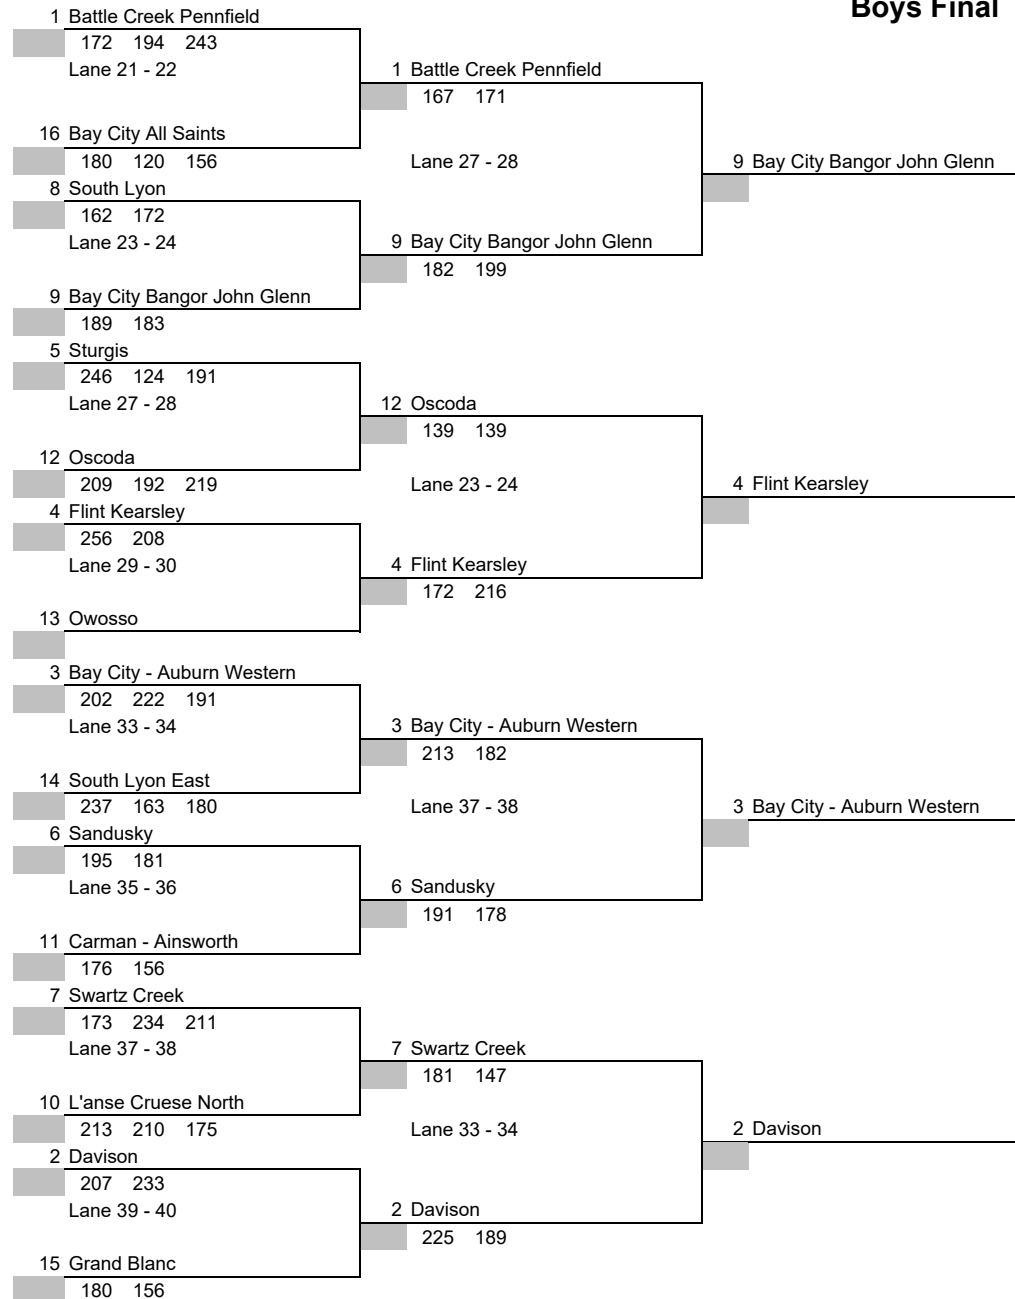 Boys Final
1 Battle Creek Pennfield
172 194 243
Lane 21 - 22
16 Bay City All Saints
180 120 156
8 South Lyon
162 172
Lane 23 - 24
9 Bay City Bangor John Glenn
189 183
5 Sturgis
246 124 191
Lane 27 - 28
12 Oscoda
209 192 219
4 Flint Kearsley
256 208
Lane 29 - 30
13 Owosso
3 Bay City - Auburn Western
202 222 191
Lane 33 - 34
14 South Lyon East
237 163 180
6 Sandusky
195 181
Lane 35 - 36
11 Carman - Ainsworth
176 156
7 Swartz Creek
173 234 211
Lane 37 - 38
10 L'anse Cruese North
213 210 175
2 Davison
207 233
Lane 39 - 40
15 Grand Blanc
180 156
1 Battle Creek Pennfield
167 171
Lane 27 - 28
9 Bay City Bangor John Glenn
182 199
12 Oscoda
139 139
Lane 23 - 24
4 Flint Kearsley
172 216
3 Bay City - Auburn Western
213 182
Lane 37 - 38
6 Sandusky
191 178
7 Swartz Creek
181 147
Lane 33 - 34
2 Davison
225 189
9 Bay City Bangor John Glenn
4 Flint Kearsley
3 Bay City - Auburn Western
2 Davison